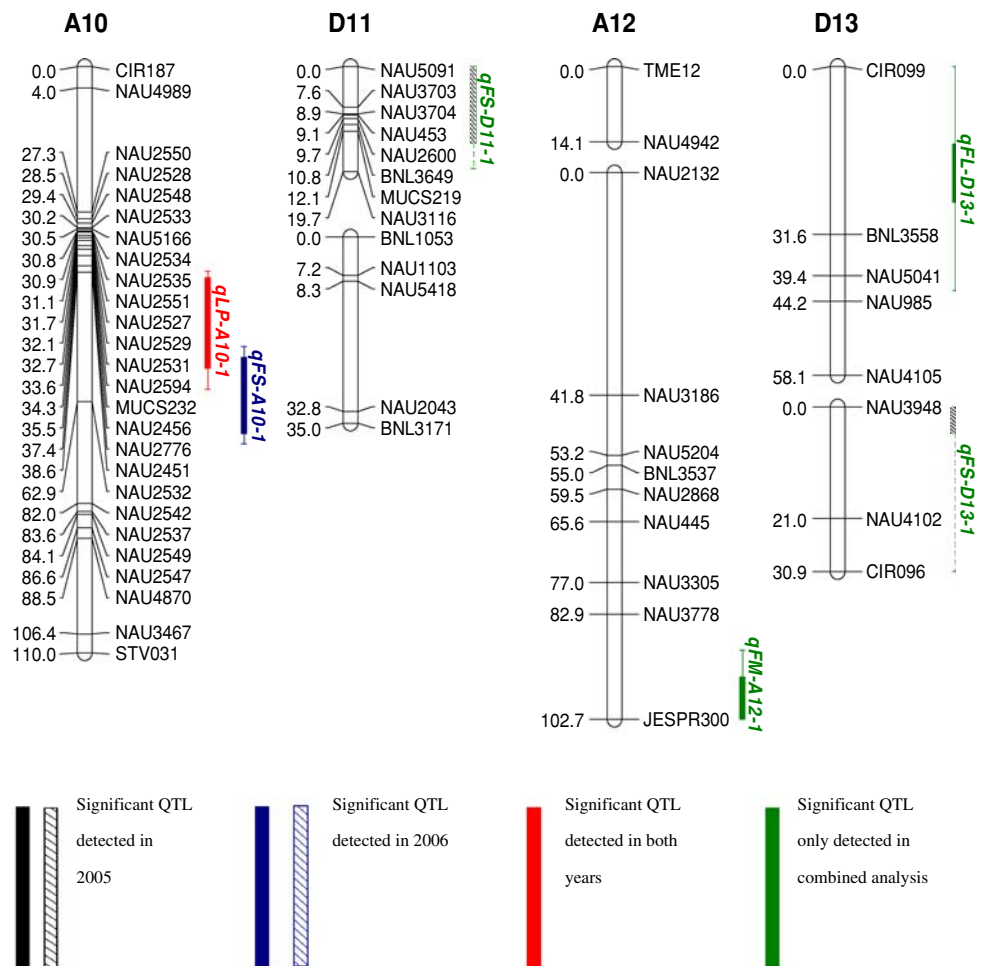 A10
D11
A12
D13
0.0 CIR187
4.0 NAU4989
27.3 NAU2550
28.5 NAU2528
29.4 NAU2548
30.2 NAU2533
30.5 NAU5166
30.8 NAU2534
30.9 NAU2535
31.1 NAU2551
31.7 NAU2527
32.1 NAU2529
32.7 NAU2531
33.6 NAU2594
34.3 MUCS232
35.5 NAU2456
37.4 NAU2776
38.6 NAU2451
62.9 NAU2532
82.0 NAU2542
83.6 NAU2537
84.1 NAU2549
86.6 NAU2547
88.5 NAU4870
106.4 NAU3467
110.0 STV031
qLP-A10-1
qFS-A10-1
0.0 NAU5091
7.6 NAU3703
8.9 NAU3704
9.1 NAU453
9.7 NAU2600
10.8 BNL3649
12.1 MUCS219
19.7 NAU3116
0.0 BNL1053
7.2 NAU1103
8.3 NAU5418
32.8 NAU2043
35.0 BNL3171
qFS-D11-1
0.0 TME12
14.1 NAU4942
0.0 NAU2132
41.8 NAU3186
53.2 NAU5204
55.0 BNL3537
59.5 NAU2868
65.6 NAU445
77.0 NAU3305
82.9 NAU3778
102.7 JESPR300
qFM-A12-1
0.0 CIR099
31.6 BNL3558
39.4 NAU5041
44.2 NAU985
58.1 NAU4105
0.0 NAU3948
21.0 NAU4102
30.9 CIR096
qFL-D13-1
qFS-D13-1
Significant QTL
detected in
2005
Significant QTL
detected in 2006
Significant QTL
detected in both
years
Significant QTL
only detected in
combined analysis